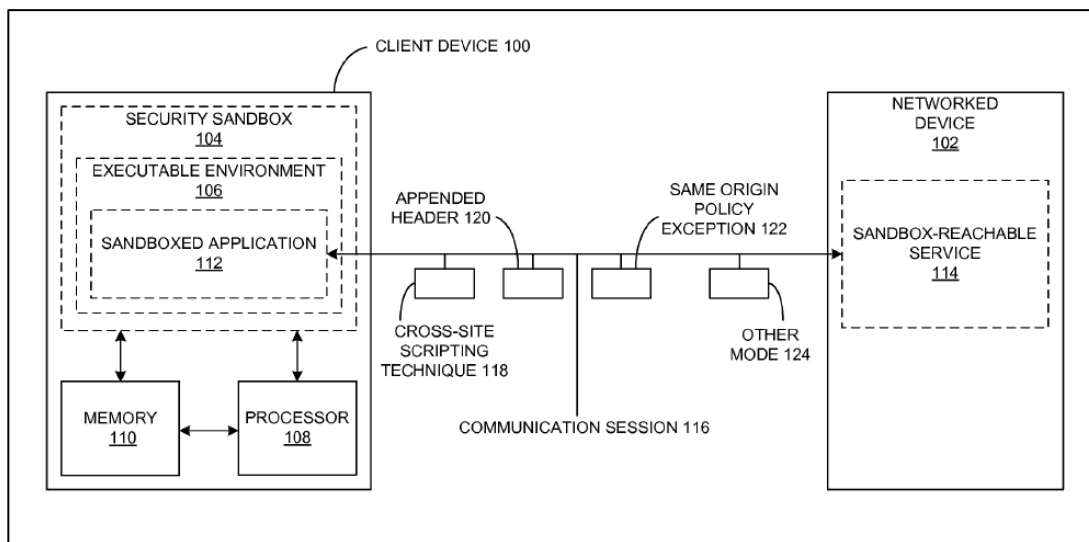 CLIENT DEVICE 100
SECURITY SANDBOX
104
EXECUTABLE ENVIRONMENT
106
SANDBOXED APPLICATION
112
MEMORY
110
PROCESSOR
108
APPENDED
HEADER 120
SAME ORIGIN
POLICY
EXCEPTION 122
CROSS-SITE
SCRIPTING
TECHNIQUE 118
OTHER
MODE 124
COMMUNICATION SESSION 116
NETWORKED
DEVICE
102
SANDBOX-REACHABLE
SERVICE
114